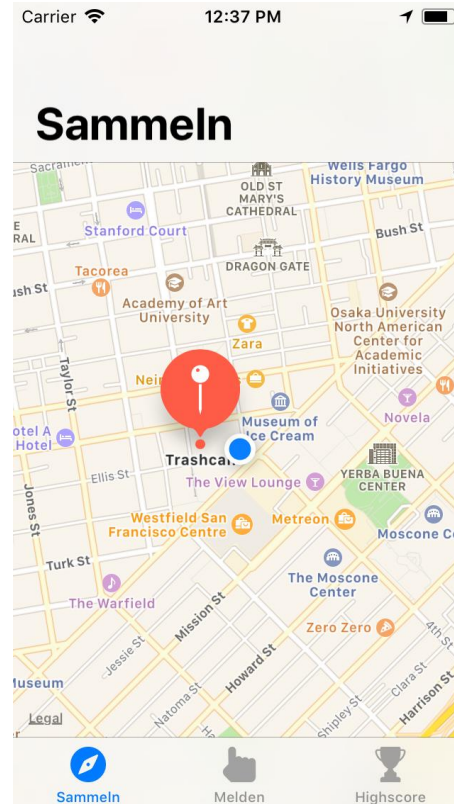 Carrier
12:37 PM
Sammeln
Wells Fargo
History Museum
OLD ST
MARY'S
CATHEDRAL
Stanford Court
Bush St
DRAGON GATE
Tacorea
Academy of Art
University
Osaka University
North American
Center for
Academic
Initiatives
Zara
Taylor St
Museum of
Ice Cream
Novela
Hotel
Trashcan
Ellis St
The View Lounge
YERBA BUENA
CENTER
Jones St
Westfield San
Francisco Centre
Metreon
Moscone
Turk St
The Moscone
Center
The Warfield
Mission St
Zero Zero
4th St
Jessie St
Howard St
Clara St
Harrison St
Natoma St
Shipley St
Legal
Sammeln
Melden
Highscore